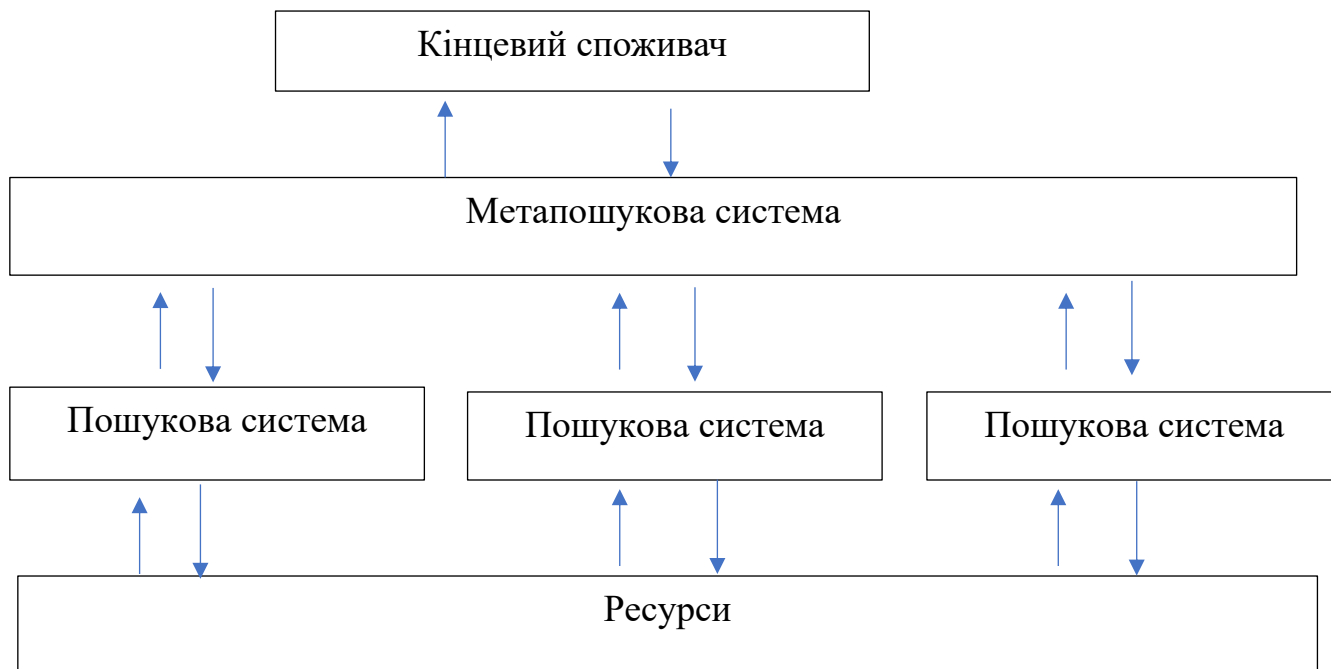 Кінцевий споживач
Метапошукова система
Пошукова система
Пошукова система
Пошукова система
Ресурси